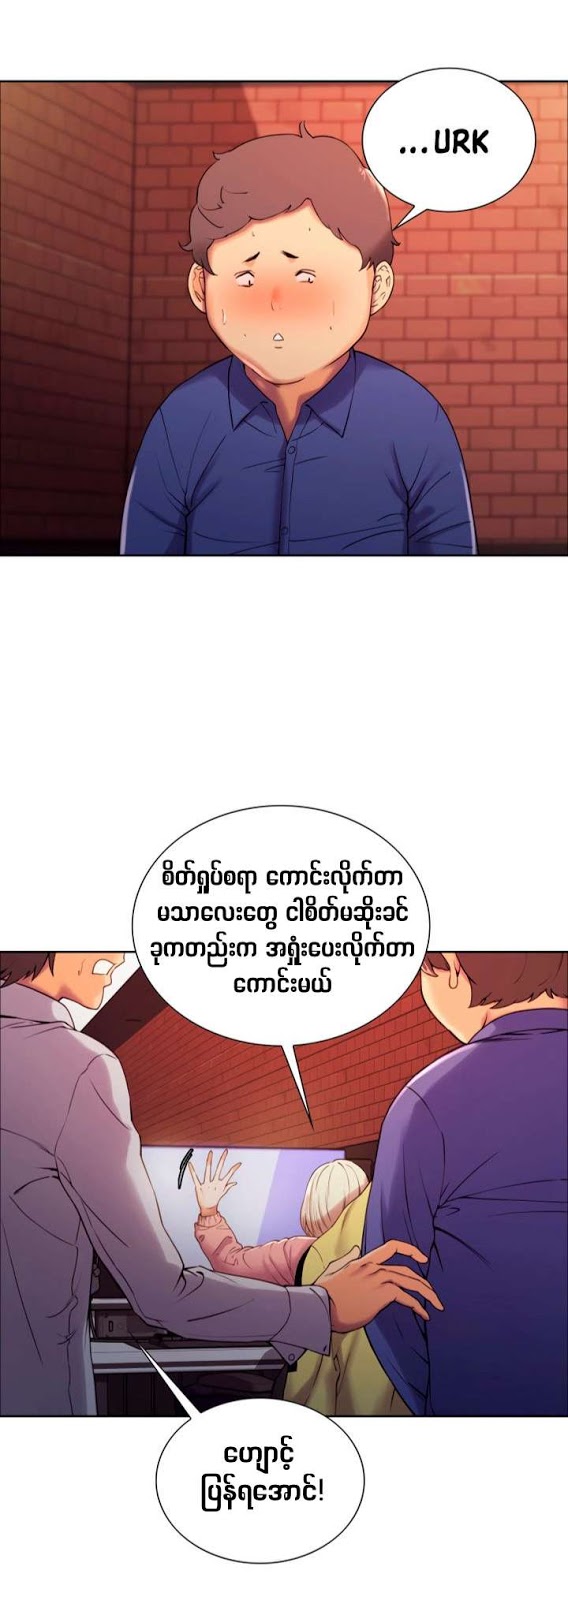 ...URK
စိတ်ရှုပ်စရာ ကောင်းလိုက်တာ
မသာလေးတွေ ငါစိတ်မဆိုးခင်
ခုကတည်းက အရှုံးပေးလိုက်တာ
ကောင်းမယ်
ဟျောင့်
ပြန်ရအောင်!